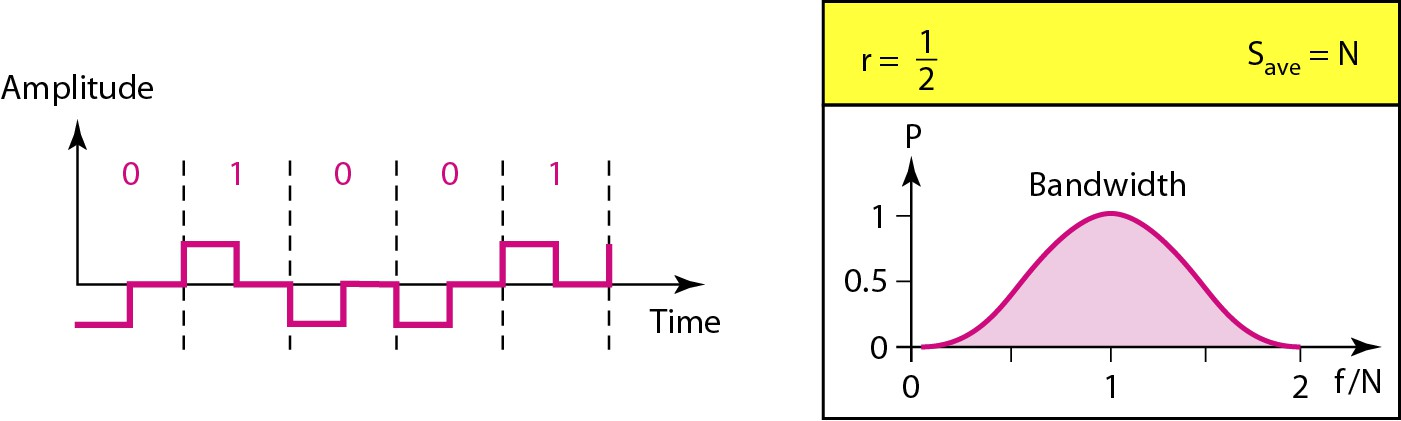 Amplitude
0 1 0 0 1
Time
r = 1/2
S_ave = N
P
Bandwidth
1
0.5
0
0 1 2 f/N